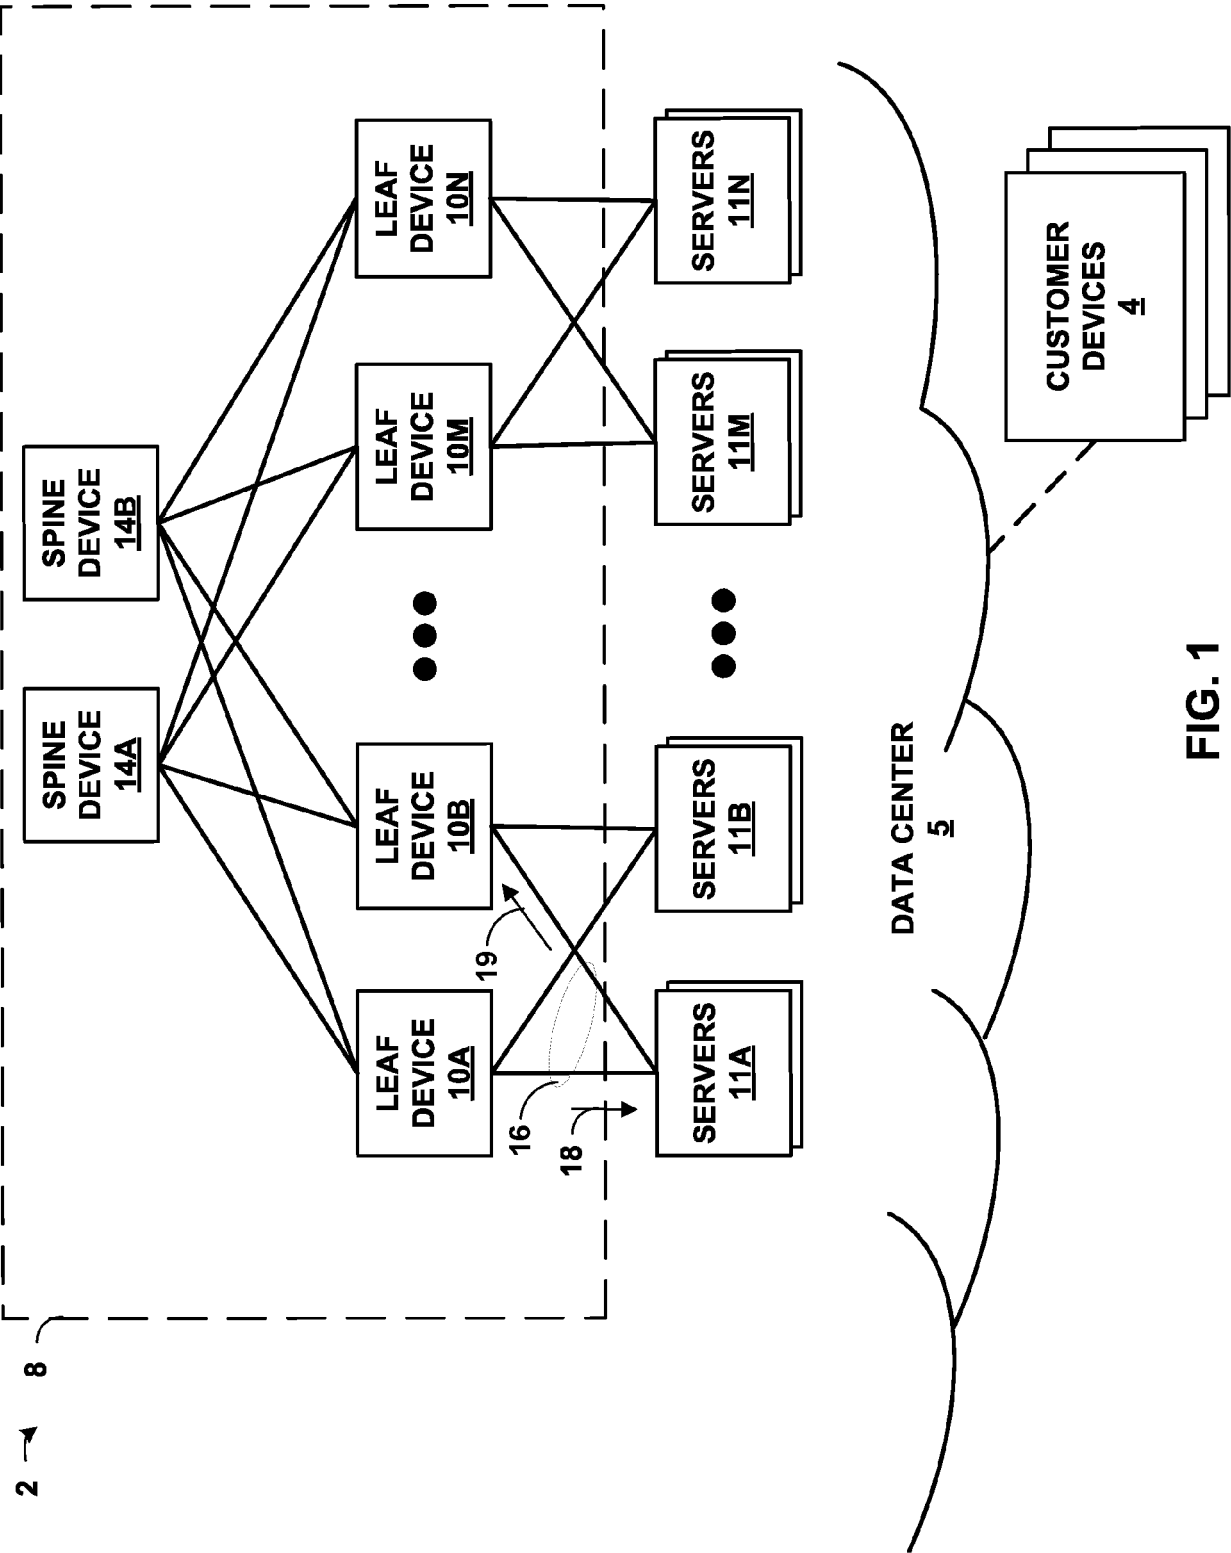 2
8
SPINE
DEVICE
14A
SPINE
DEVICE
14B
LEAF
DEVICE
10A
LEAF
DEVICE
10B
LEAF
DEVICE
10M
LEAF
DEVICE
10N
16
18
19
SERVERS
11A
SERVERS
11B
SERVERS
11M
SERVERS
11N
DATA CENTER
5
CUSTOMER
DEVICES
4
FIG. 1